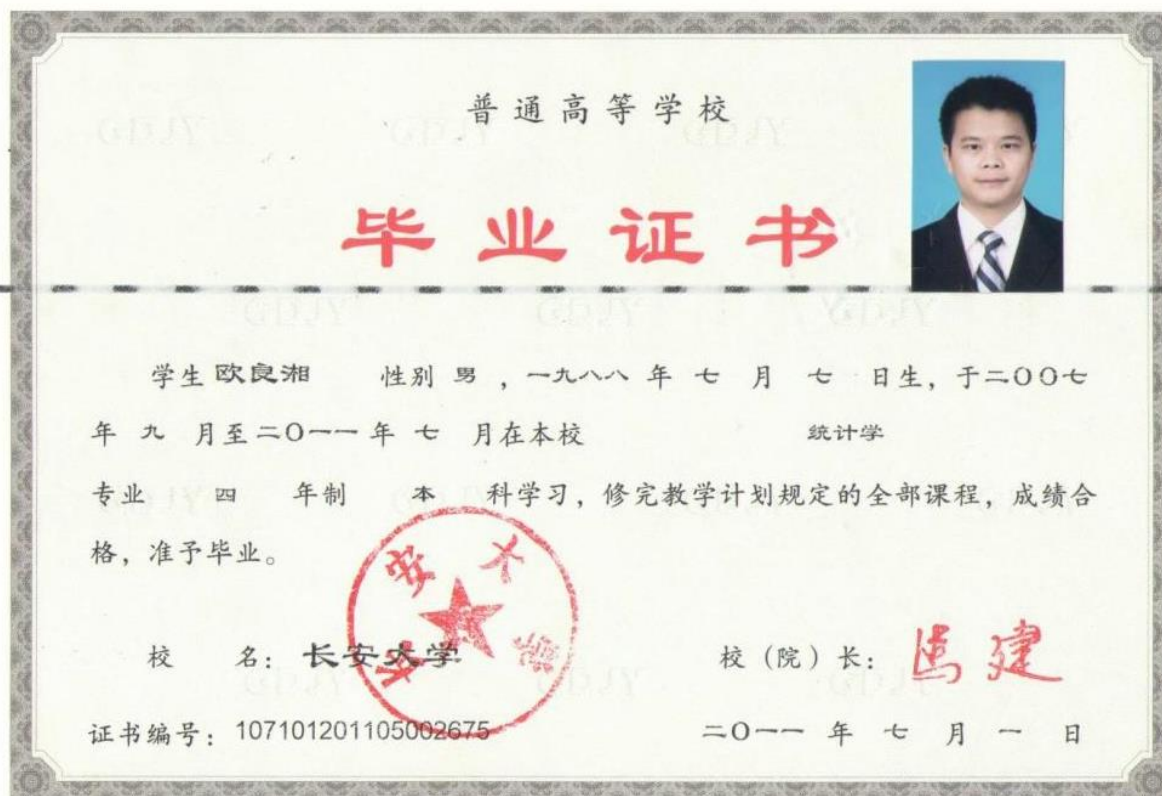 普通高等学校
毕业证书
学生 欧良湘 性别 男 ，一九八八 年 七 月 七 日生，于二〇〇七
年 九 月至二〇一一 年 七 月在本校 统计学
专业 四 年制 本 科学习，修完教学计划规定的全部课程，成绩合
格，准予毕业。
长安大学
校 名：长安大学
校（院）长：马建
证书编号：107101201105002675
二〇一一 年 七 月 一 日